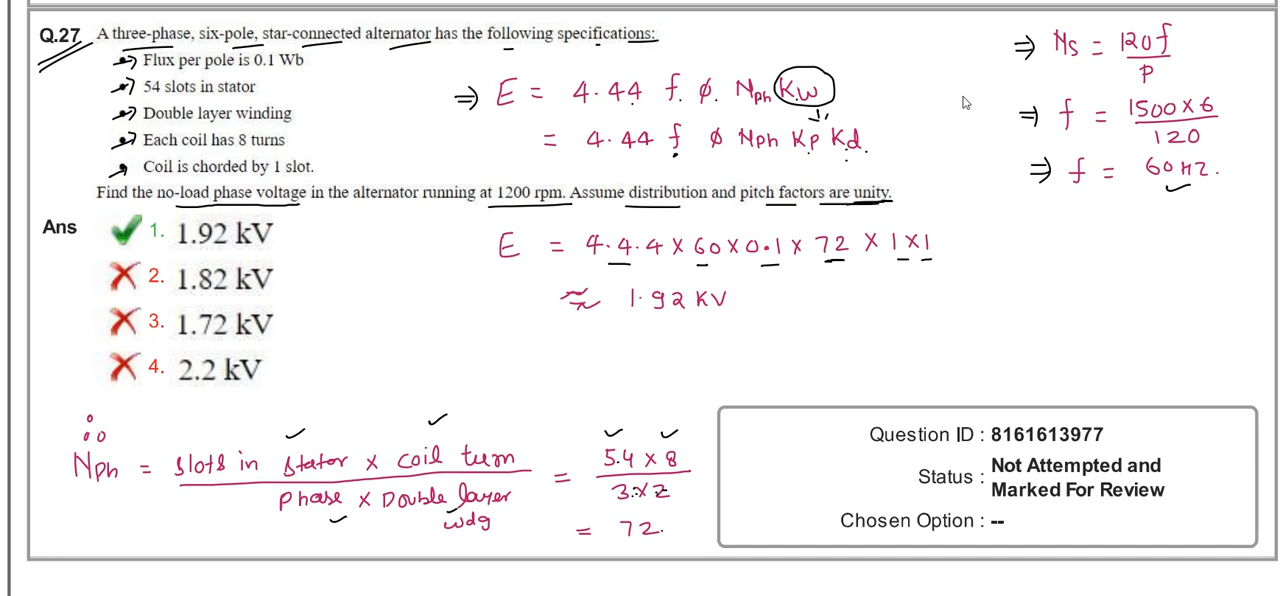 Q.27 A three-phase, six-pole, star-connected alternator has the following specifications:
Flux per pole is 0.1 Wb
54 slots in stator
Double layer winding
Each coil has 8 turns
Coil is chorded by 1 slot.
Find the no-load phase voltage in the alternator running at 1200 rpm. Assume distribution and pitch factors are unity.
⇒ E = 4.44 f. φ. Nph Kw
= 4.44 f φ Nph Kp Kd.
⇒ Ns = 120f / P
⇒ f = 1500 × 6 / 120
⇒ f = 60 Hz.
Ans
1. 1.92 kV
2. 1.82 kV
3. 1.72 kV
4. 2.2 kV
E = 4.4.4 × 60 × 0.1 × 72 × 1 × 1
≈ 1.92 KV
Nph = slots in stator × coil turn / Phase × Double layer wdg = 54 × 8 / 3 × 2
= 72.
Question ID : 8161613977
Status : Not Attempted and
Marked For Review
Chosen Option : --